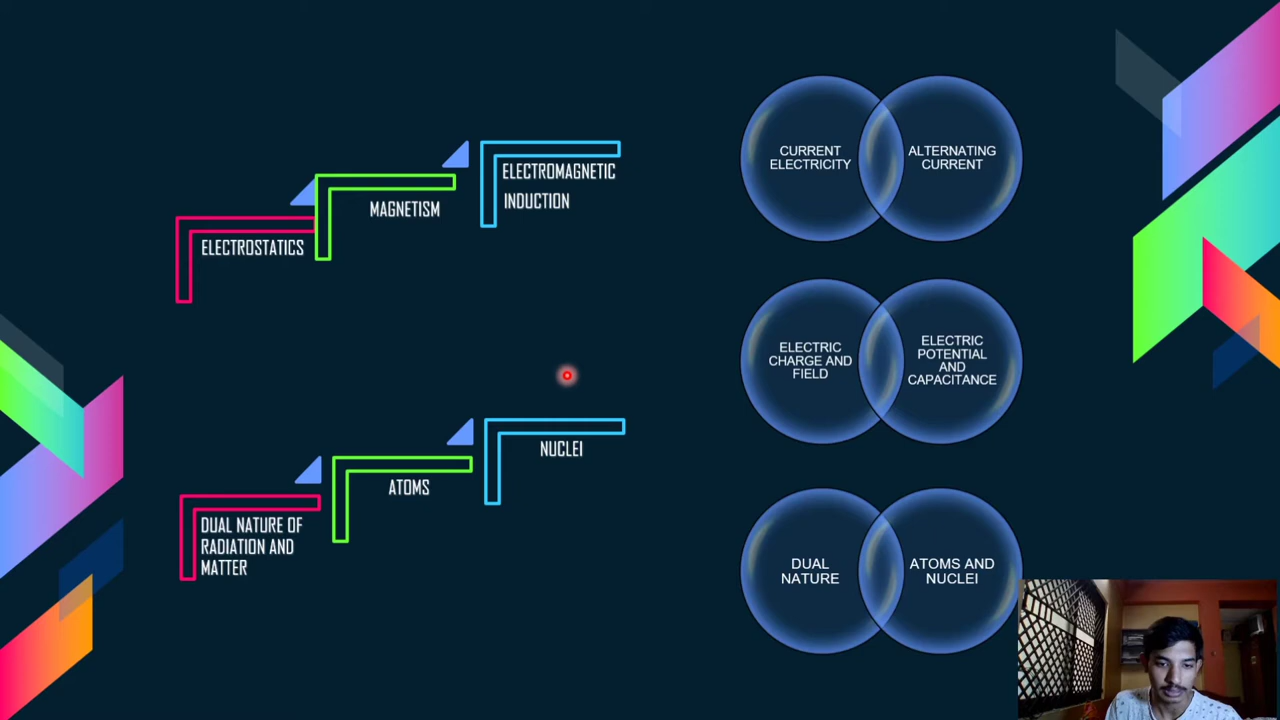 ELECTROSTATICS
MAGNETISM
ELECTROMAGNETIC
INDUCTION
DUAL NATURE OF
RADIATION AND
MATTER
ATOMS
NUCLEI
CURRENT
ELECTRICITY
ALTERNATING
CURRENT
ELECTRIC
CHARGE AND
FIELD
ELECTRIC
POTENTIAL
AND
CAPACITANCE
DUAL
NATURE
ATOMS AND
NUCLEI